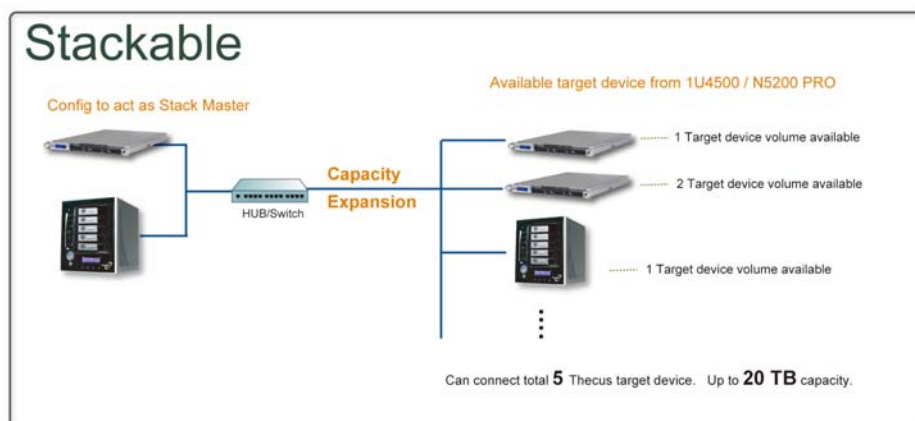 Stackable
Available target device from 1U4500 / N5200 PRO
Config to act as Stack Master
1 Target device volume available
Capacity
Expansion
2 Target device volume available
HUB/Switch
1 Target device volume available
Can connect total 5 Thecus target device. Up to 20 TB capacity.